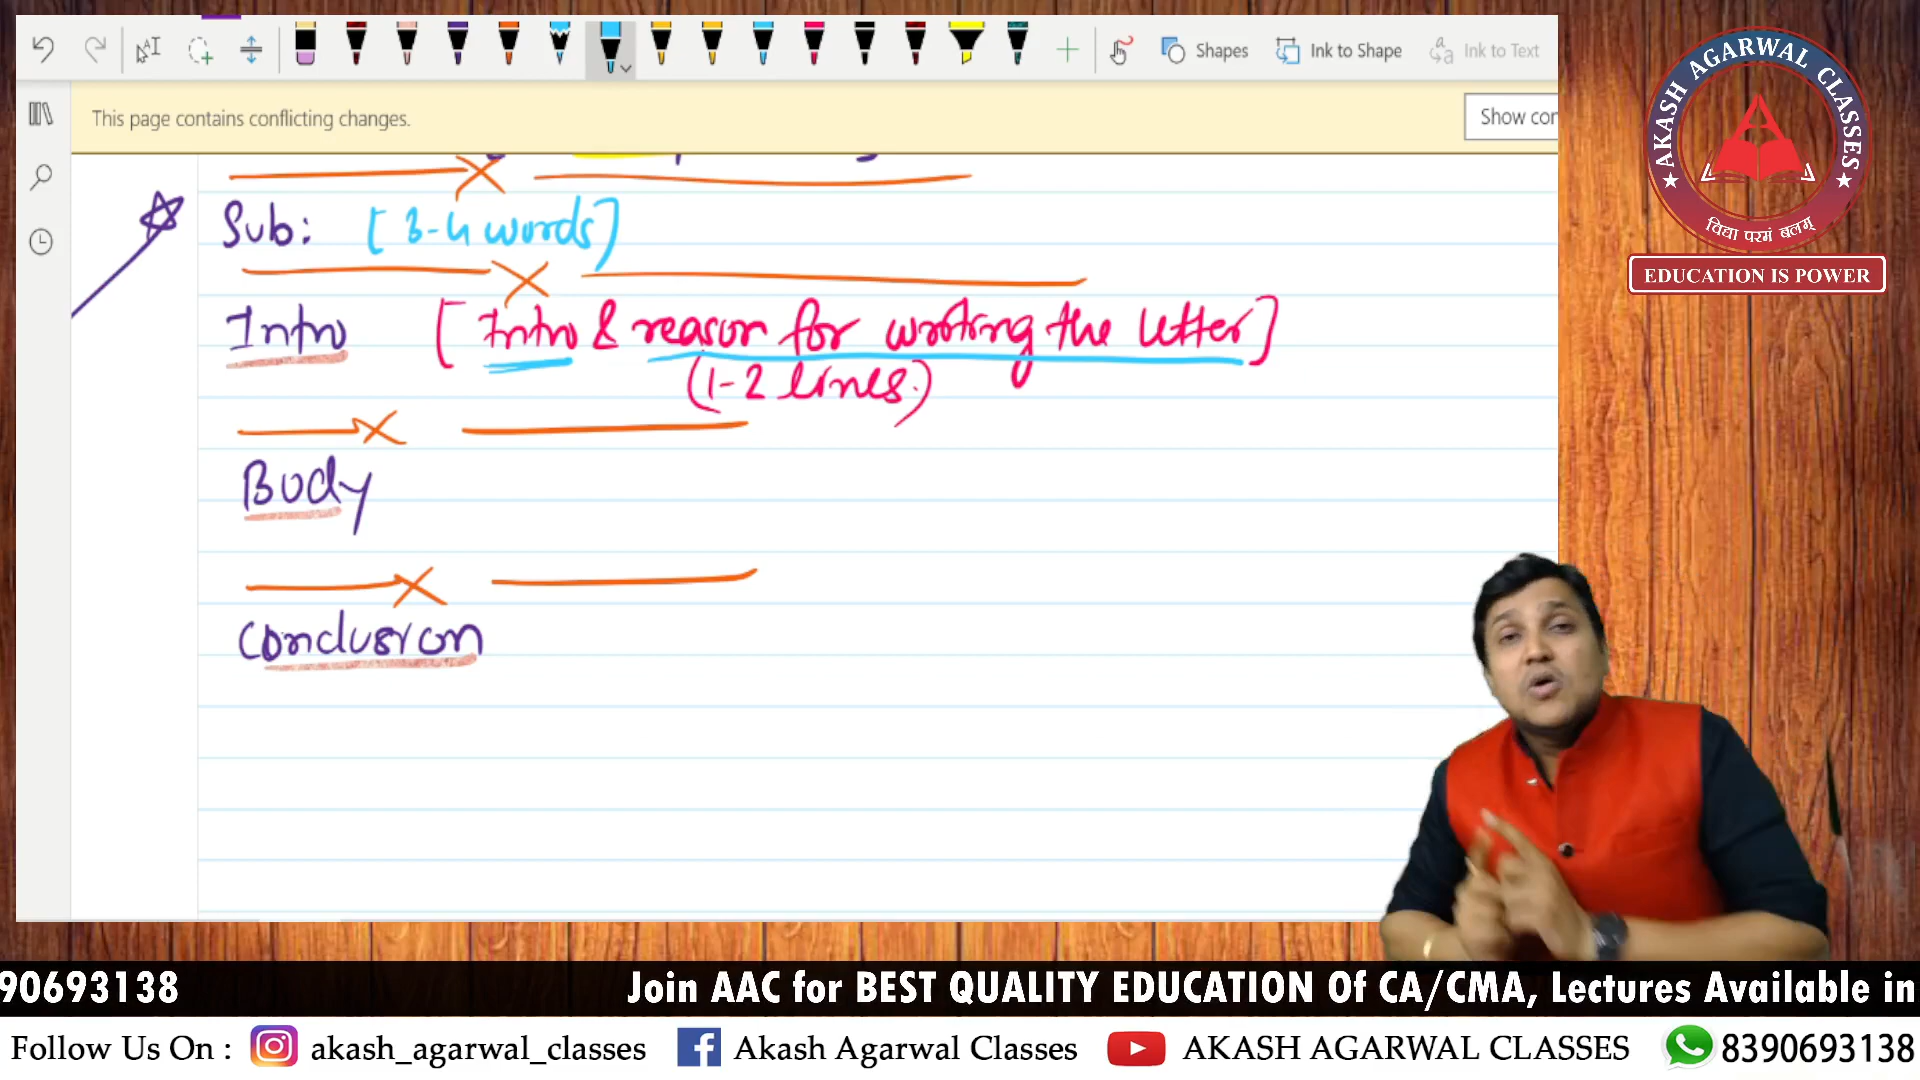 Shapes
Ink to Shape
Ink to Text
This page contains conflicting changes.
Show con
Sub: [3-4 words]
Intro [Intro & reason for writing the letter]
(1-2 lines.)
Body
Conclusion
AKASH AGARWAL CLASSES
विद्या परमं बलम्
EDUCATION IS POWER
90693138 Join AAC for BEST QUALITY EDUCATION Of CA/CMA, Lectures Available in
Follow Us On : akash_agarwal_classes Akash Agarwal Classes AKASH AGARWAL CLASSES 8390693138